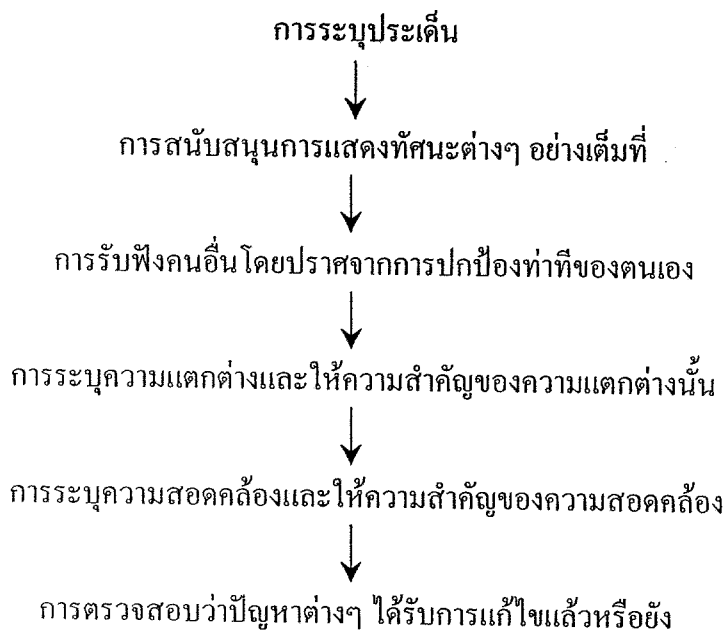 การระบุประเด็น
การสนับสนุนการแสดงทัศนะต่างๆ อย่างเต็มที่
การรับฟังคนอื่นโดยปราศจากการปกป้องท่าทีของตนเอง
การระบุความแตกต่างและให้ความสำคัญของความแตกต่างนั้น
การระบุความสอดคล้องและให้ความสำคัญของความสอดคล้อง
การตรวจสอบว่าปัญหาต่างๆ ได้รับการแก้ไขแล้วหรือยัง